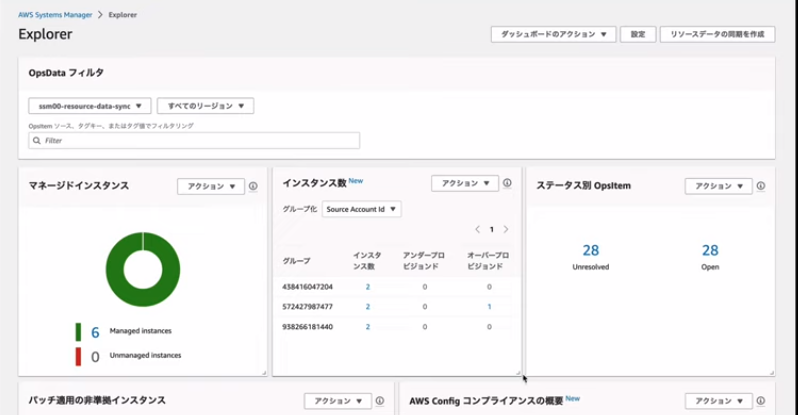 AWS Systems Manager > Explorer
Explorer
ダッシュボードのアクション ▼ 設定 リソースデータの同期を作成
OpsData フィルタ
ssm00-resource-data-sync ▼ すべてのリージョン ▼
OpsItem ソース、タグキー、またはタグ値でフィルタリング
Filter
マネージドインスタンス アクション ▼
6 Managed instances
0 Unmanaged instances
インスタンス数 New アクション ▼
グループ化 Source Account Id ▼
< 1 >
グループ インスタンス数 アンダープロビジョンド オーバープロビジョンド
438416047204 2 0 0
572427987477 2 0 1
938266181440 2 0 0
ステータス別 OpsItem アクション ▼
28 28
Unresolved Open
パッチ適用の非準拠インスタンス アクション ▼
AWS Config コンプライアンスの概要 New アクション ▼